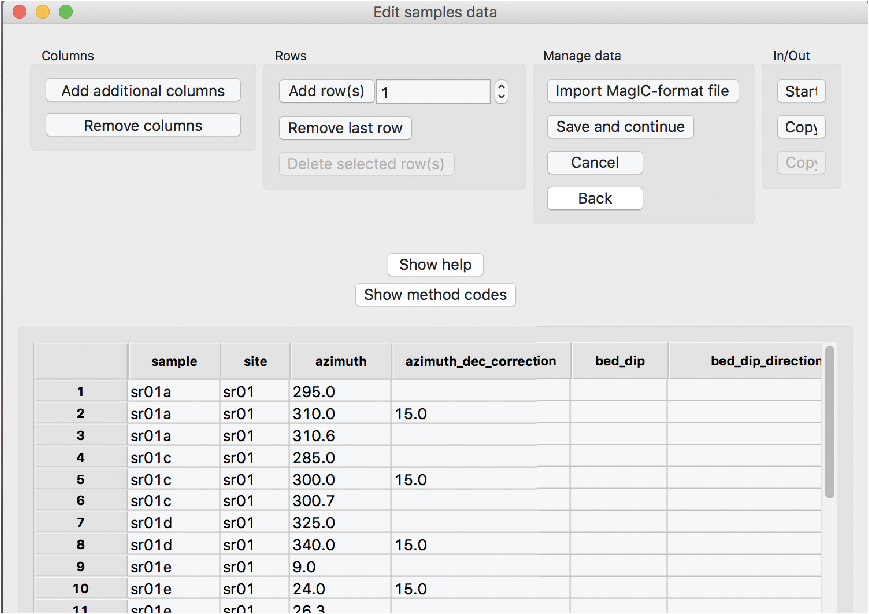 Edit samples data
Columns
Rows
Manage data
In/Out
Add additional columns
Add row(s)
1
Import MagIC-format file
Start
Remove columns
Remove last row
Save and continue
Copy
Delete selected row(s)
Cancel
Copy
Back
Show help
Show method codes
sample site azimuth azimuth_dec_correction bed_dip bed_dip_direction
1 sr01a sr01 295.0
2 sr01a sr01 310.0 15.0
3 sr01a sr01 310.6
4 sr01c sr01 285.0
5 sr01c sr01 300.0 15.0
6 sr01c sr01 300.7
7 sr01d sr01 325.0
8 sr01d sr01 340.0 15.0
9 sr01e sr01 9.0
10 sr01e sr01 24.0 15.0
11 sr01e sr01 26.3